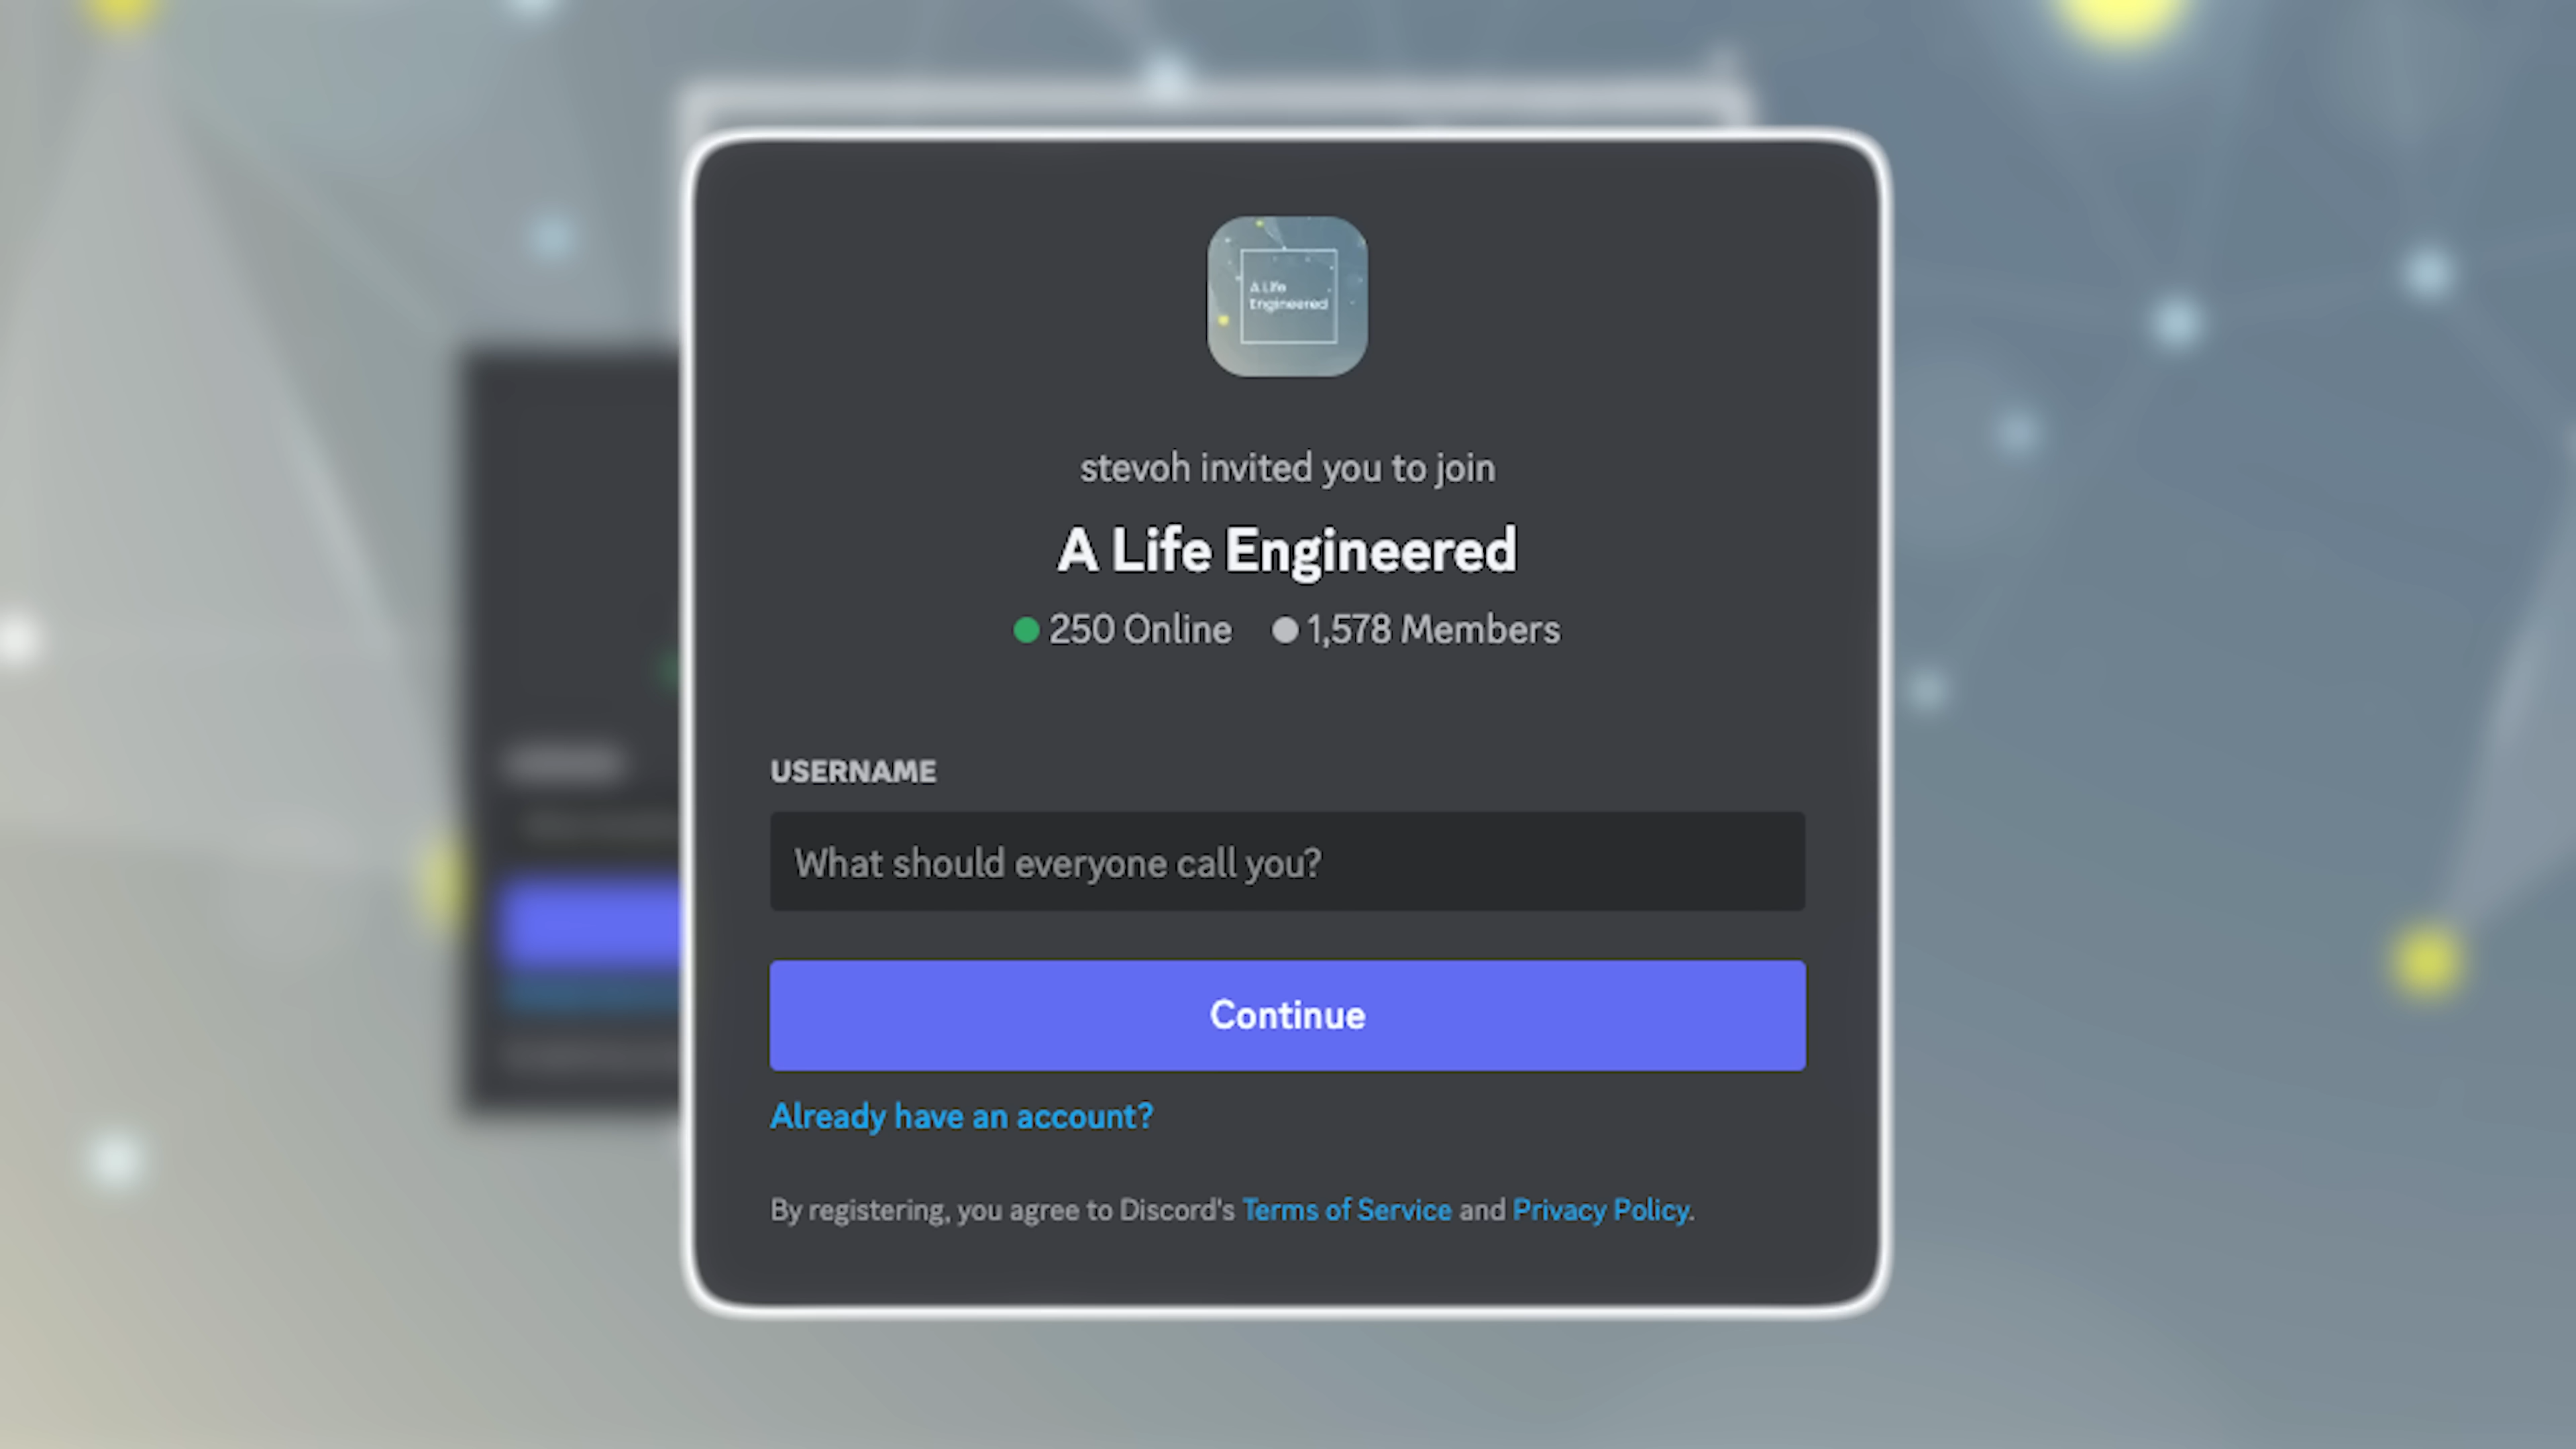 A Life
Engineered
stevoh invited you to join
A Life Engineered
250 Online 1,578 Members
USERNAME
What should everyone call you?
Continue
Already have an account?
By registering, you agree to Discord's Terms of Service and Privacy Policy.